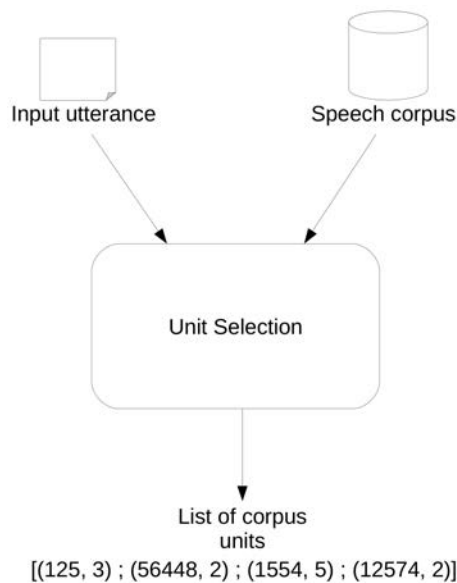 Input utterance
Speech corpus
Unit Selection
List of corpus
units
[(125, 3) ; (56448, 2) ; (1554, 5) ; (12574, 2)]